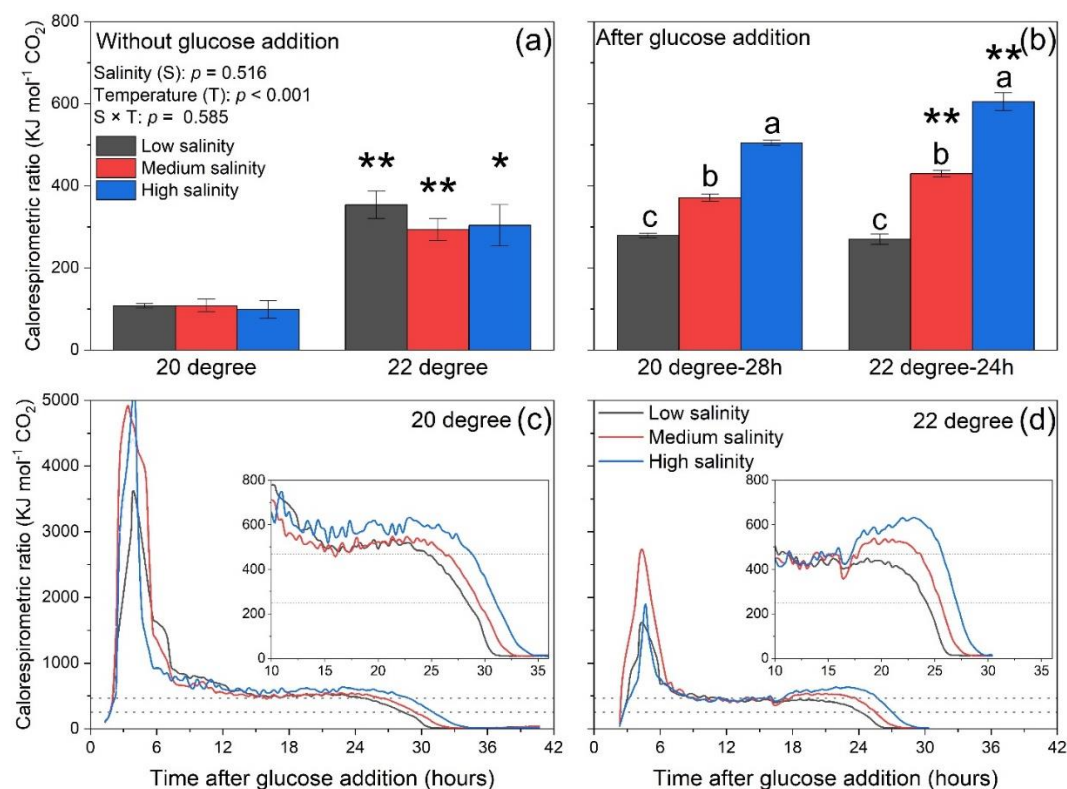 Calorespirometric ratio (KJ mol⁻¹ CO₂)
800
600
400
200
0
Without glucose addition
(a)
Salinity (S): p = 0.516
Temperature (T): p < 0.001
S × T: p = 0.585
Low salinity
Medium salinity
High salinity
** ** *
20 degree 22 degree
After glucose addition
(b)
c b a
c ** b ** a
20 degree-28h 22 degree-24h
Calorespirometric ratio (KJ mol⁻¹ CO₂)
5000
4000
3000
2000
1000
0
20 degree (c)
800
600
400
200
0
10 15 20 25 30 35
0 6 12 18 24 30 36 42
Time after glucose addition (hours)
Low salinity
Medium salinity
High salinity
22 degree (d)
800
600
400
200
0
10 15 20 25 30 35
0 6 12 18 24 30 36 42
Time after glucose addition (hours)